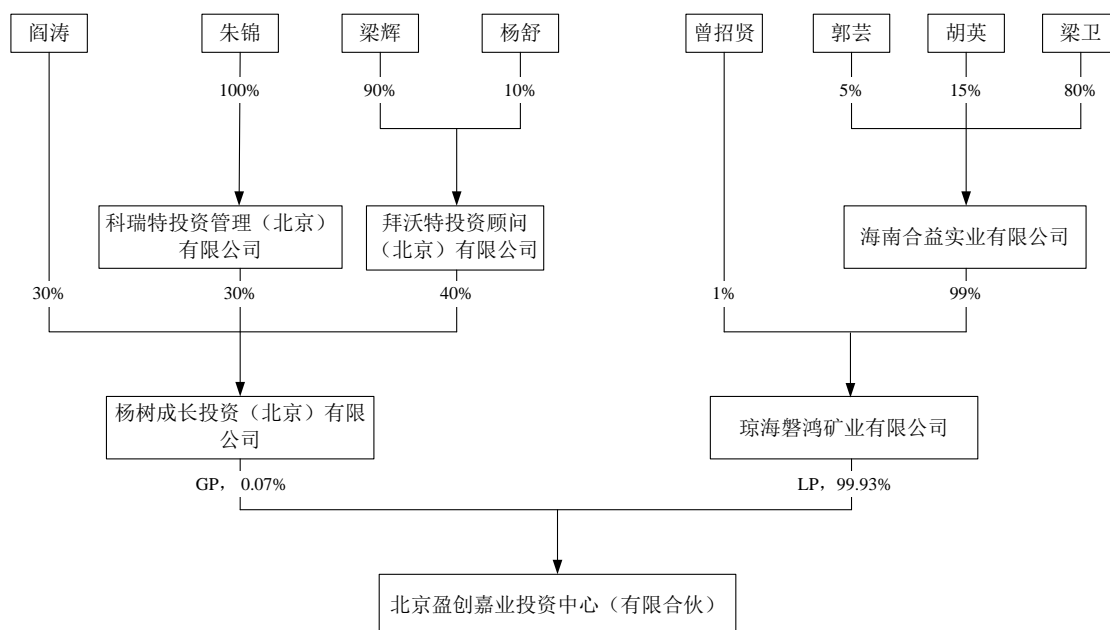 阎涛
朱锦
梁辉
杨舒
曾招贤
郭芸
胡英
梁卫
100%
90%
10%
5%
15%
80%
科瑞特投资管理（北京）
有限公司
拜沃特投资顾问
（北京）有限公司
海南合益实业有限公司
30%
30%
40%
1%
99%
杨树成长投资（北京）有限
公司
琼海磐鸿矿业有限公司
GP， 0.07%
LP，99.93%
北京盈创嘉业投资中心（有限合伙）